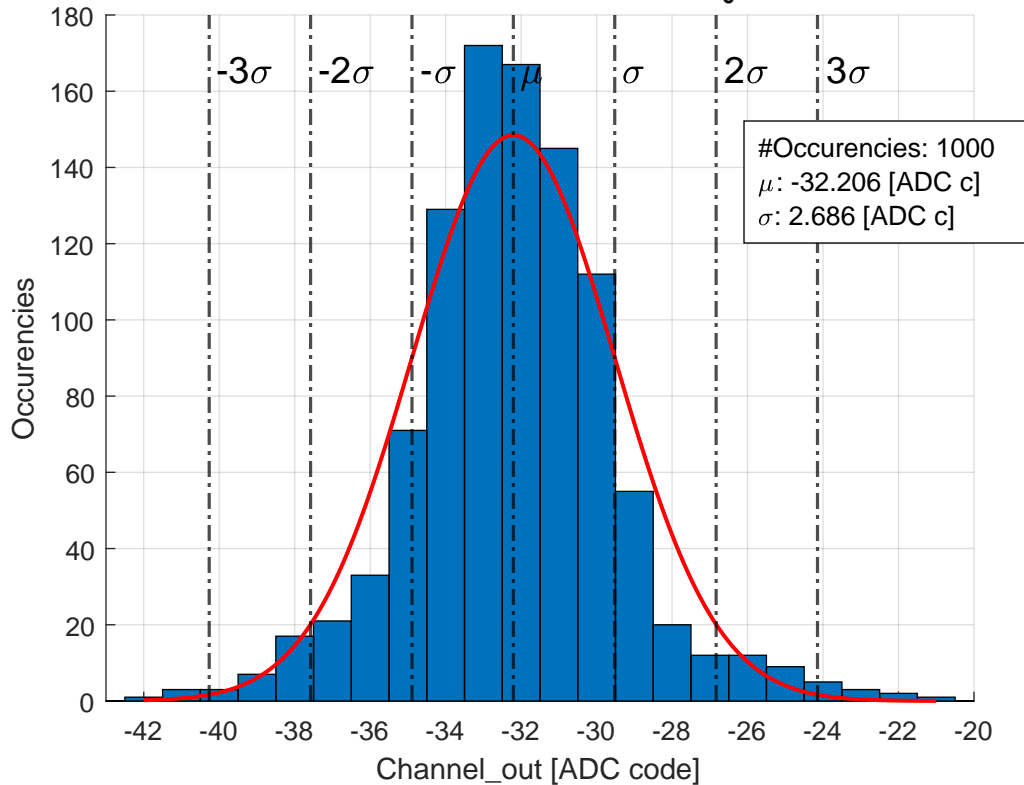 180
160
140
120
100
80
60
40
20
0
Occurencies
-3σ -2σ -σ μ σ 2σ 3σ
#Occurencies: 1000
μ: -32.206 [ADC c]
σ: 2.686 [ADC c]
-42 -40 -38 -36 -34 -32 -30 -28 -26 -24 -22 -20
Channel_out [ADC code]